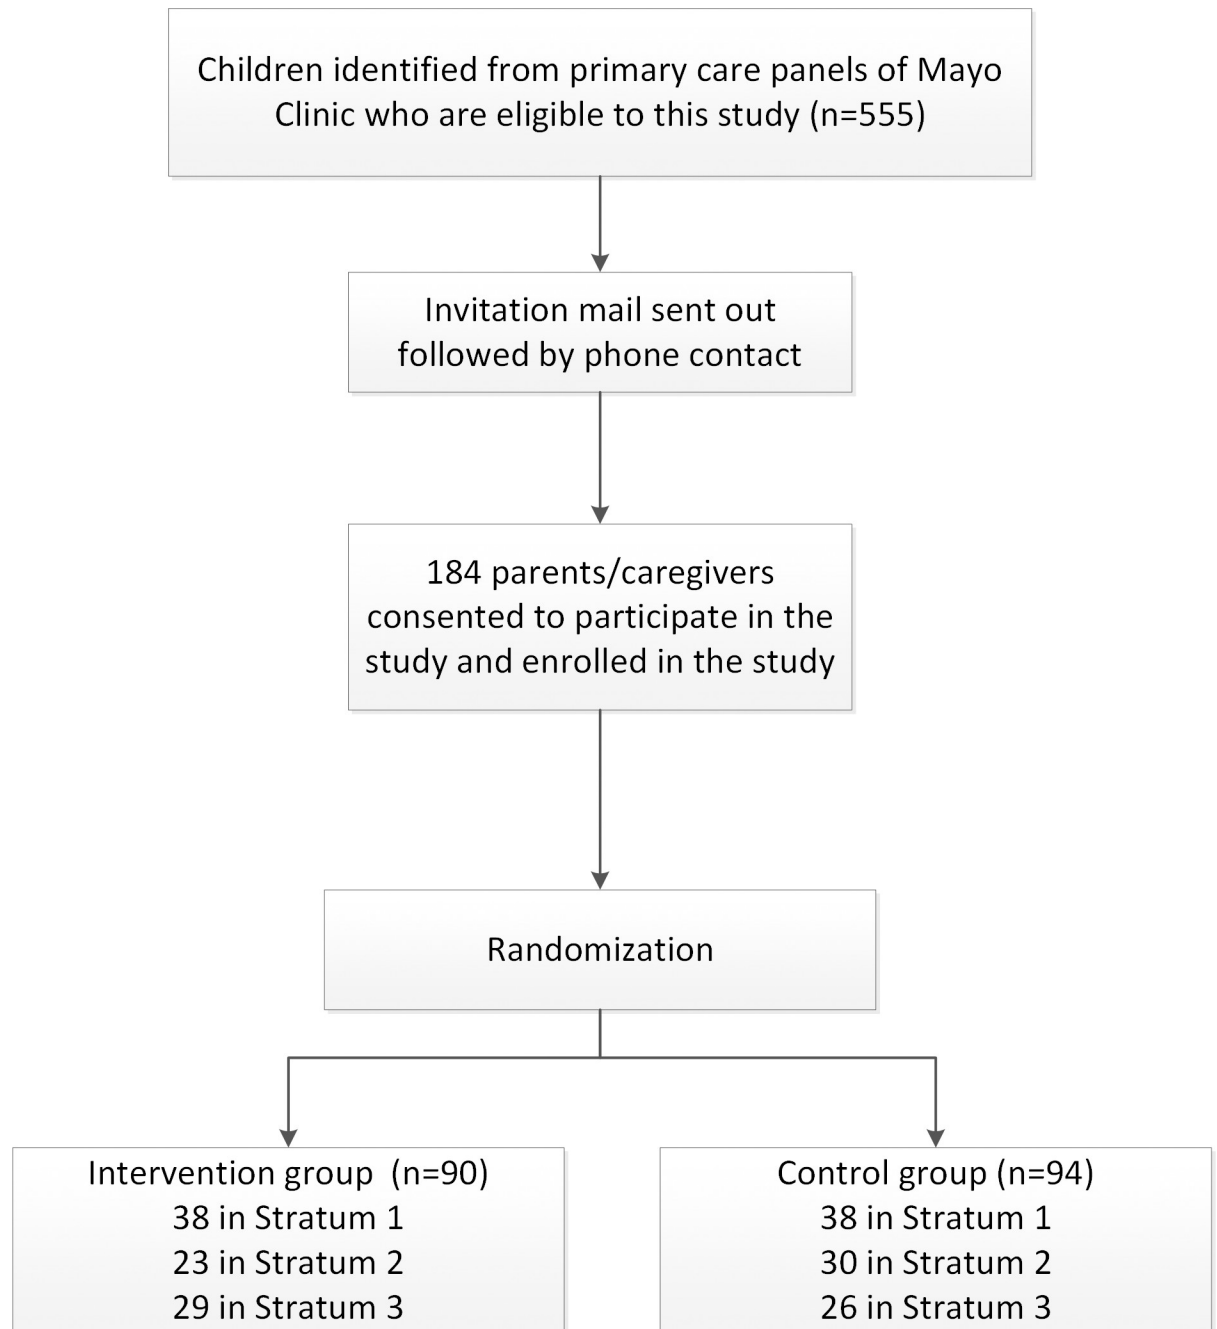 Children identified from primary care panels of Mayo
Clinic who are eligible to this study (n=555)
Invitation mail sent out
followed by phone contact
184 parents/caregivers
consented to participate in the
study and enrolled in the study
Randomization
Intervention group  (n=90)
38 in Stratum 1
23 in Stratum 2
29 in Stratum 3
Control group (n=94)
38 in Stratum 1
30 in Stratum 2
26 in Stratum 3